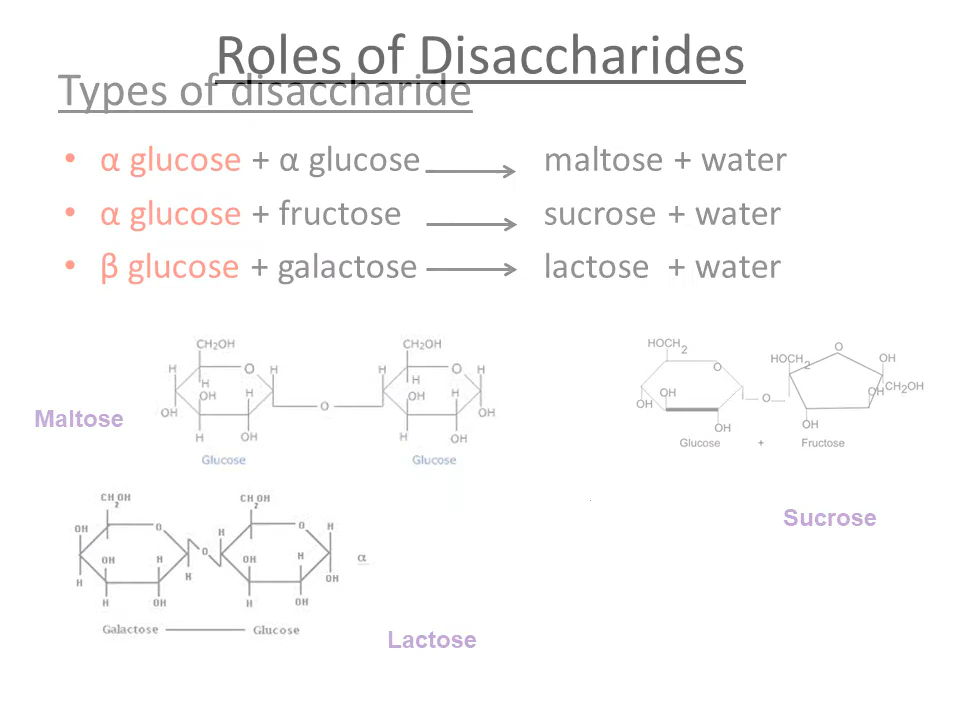 Roles of Disaccharides
Types of disaccharide
• α glucose + α glucose maltose + water
• α glucose + fructose sucrose + water
• β glucose + galactose lactose + water
Maltose
CH2OH CH2OH
H O H H O H
H H
OH H OH H
OH O OH
H OH H OH
Glucose Glucose
HOCH2 O
O HOCH2 OH
OH OH O OH CH2OH
OH OH
Glucose + Fructose
Sucrose
CH2OH CH2OH
OH O H O H
O
OH H OH H α
H H OH
H OH H OH
Galactose Glucose
Lactose